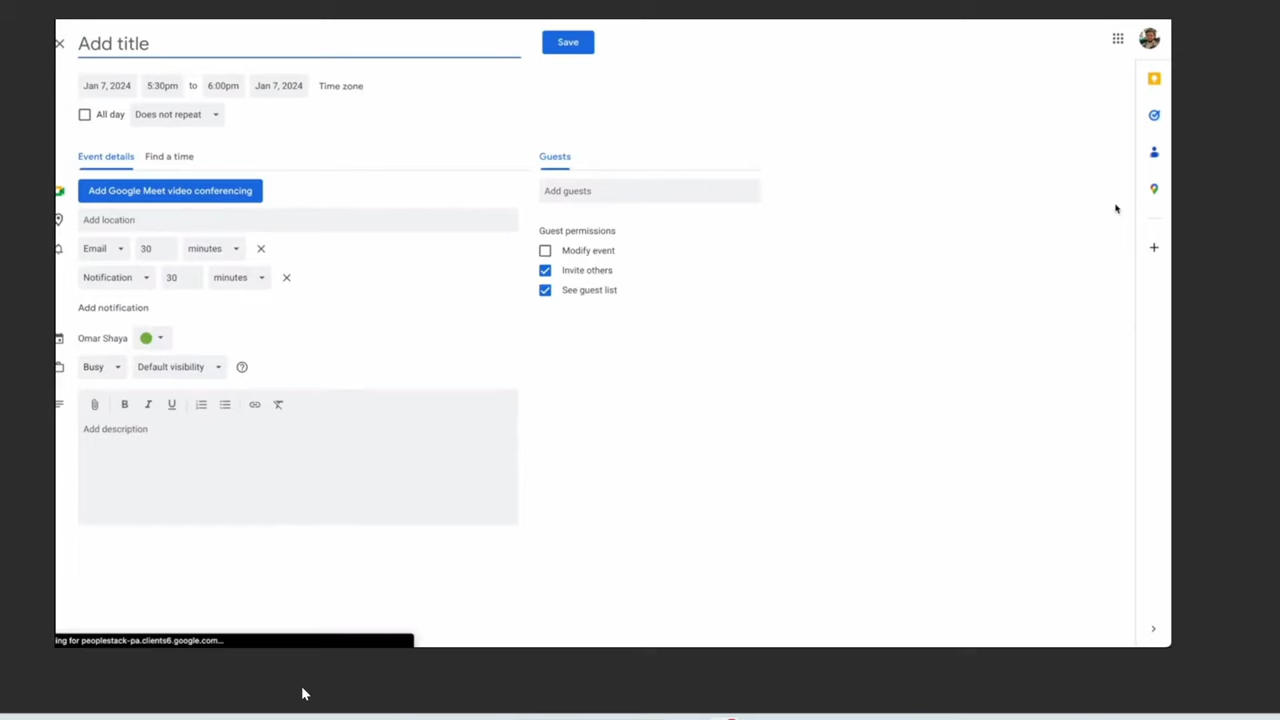 Add title
Save
Jan 7, 2024 5:30pm to 6:00pm Jan 7, 2024 Time zone
All day Does not repeat
Event details Find a time
Guests
Add Google Meet video conferencing
Add guests
Add location
Guest permissions
Email 30 minutes
Modify event
Invite others
Notification 30 minutes
See guest list
Add notification
Omar Shaya
Busy Default visibility
B I U
Add description
ing for peoplestack-pa.clients6.google.com...